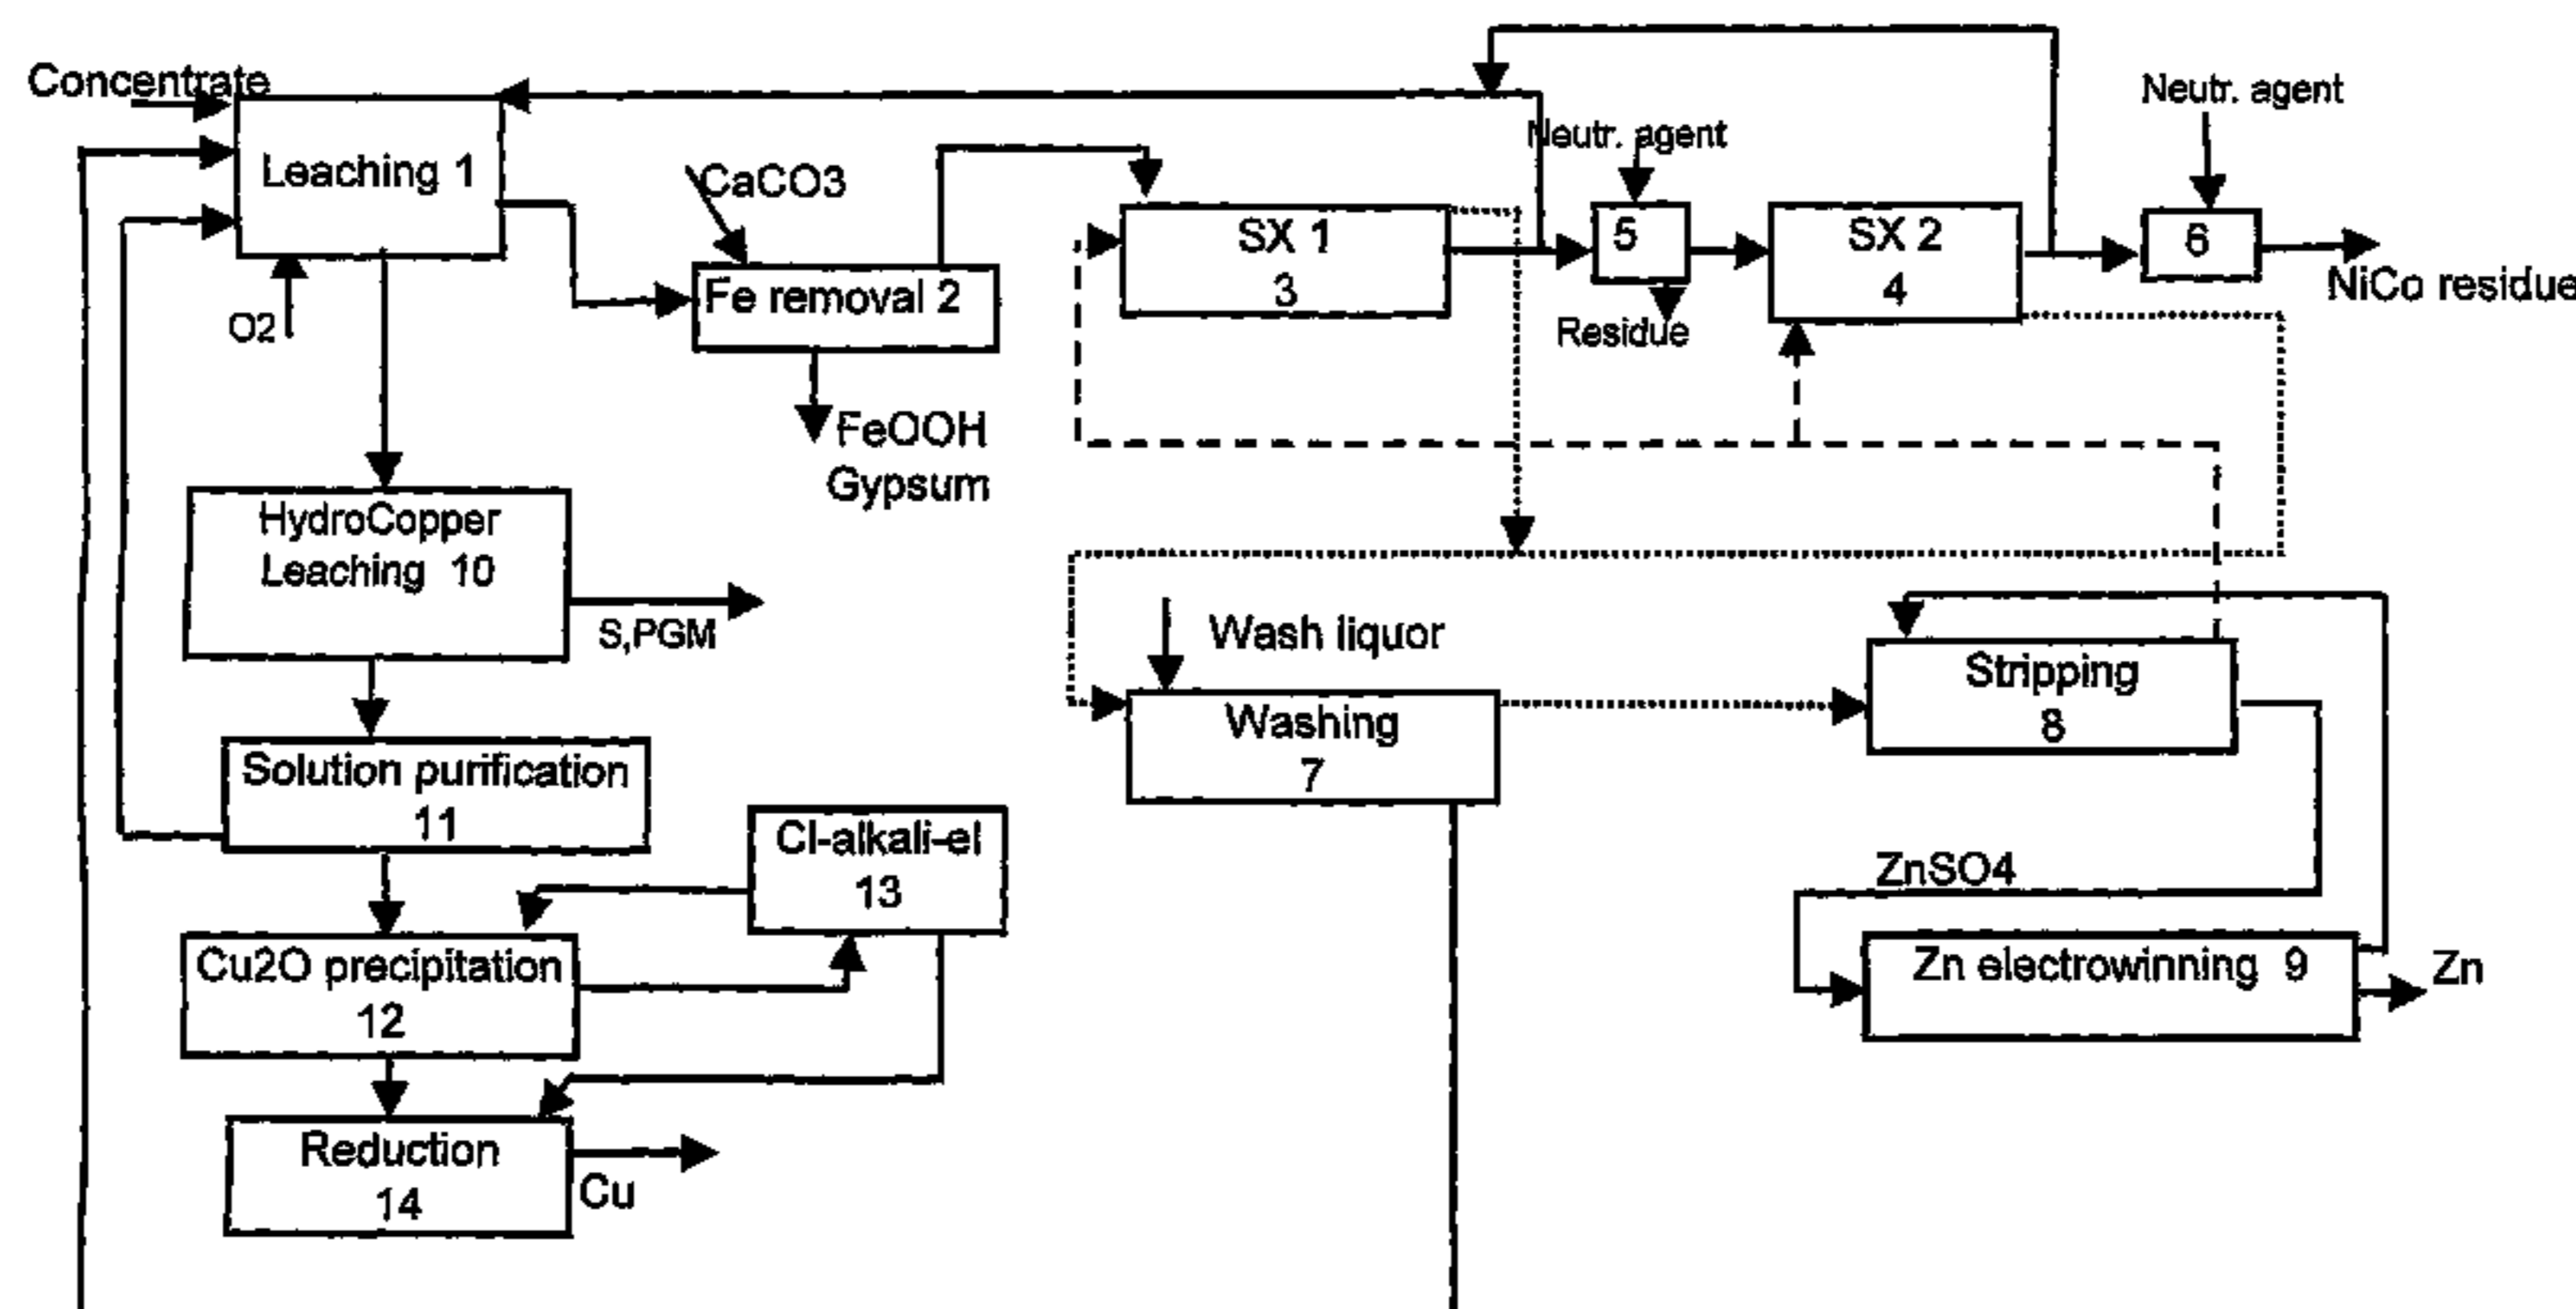 Concentrate
Leaching 1
O2
CaCO3
Fe removal 2
FeOOH
Gypsum
SX 1
3
Neutr. agent
5
Residue
SX 2
4
Neutr. agent
6
NiCo residue
HydroCopper
Leaching 10
S,PGM
Solution purification
11
Cl-alkali-el
13
Cu2O precipitation
12
Reduction
14
Cu
Wash liquor
Washing
7
Stripping
8
ZnSO4
Zn electrowinning 9
Zn